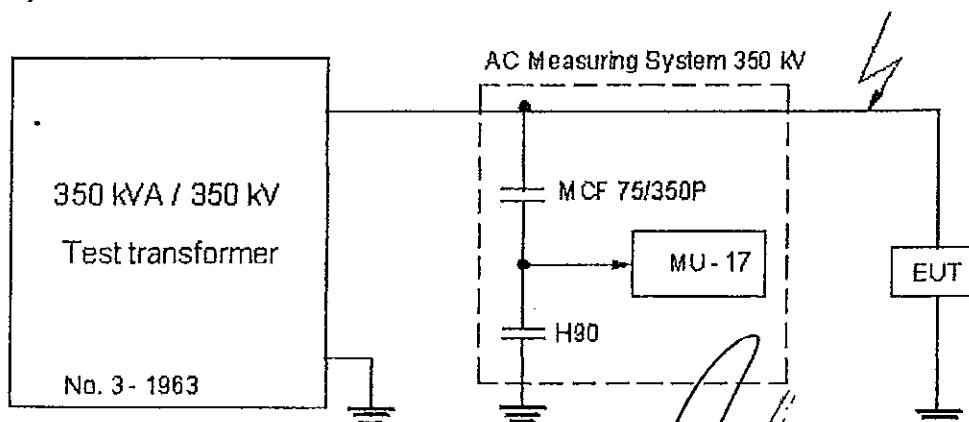 AC Measuring System 350 kV
350 kVA / 350 kV
Test transformer
MCF 75/350P
MU - 17
EUT
H90
No. 3 - 1963